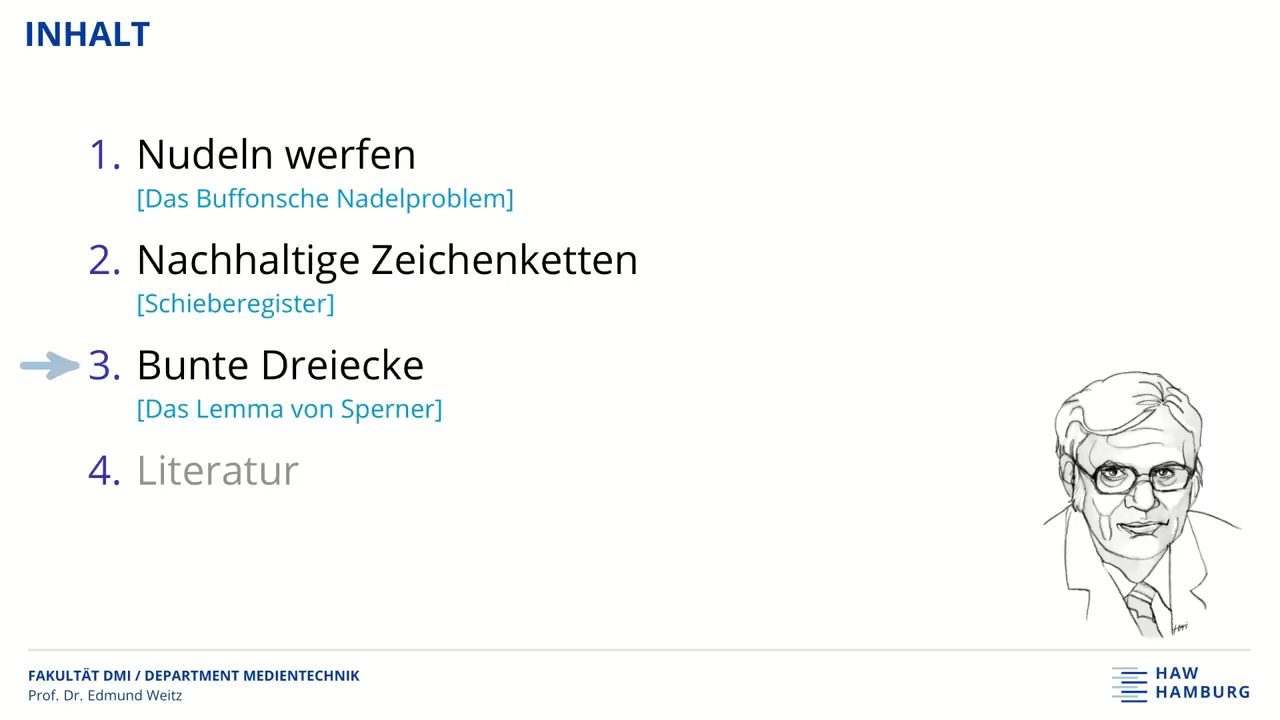 INHALT
1. Nudeln werfen
[Das Buffonsche Nadelproblem]
2. Nachhaltige Zeichenketten
[Schieberegister]
3. Bunte Dreiecke
[Das Lemma von Sperner]
4. Literatur
FAKULTÄT DMI / DEPARTMENT MEDIENTECHNIK
Prof. Dr. Edmund Weitz
HAW
HAMBURG